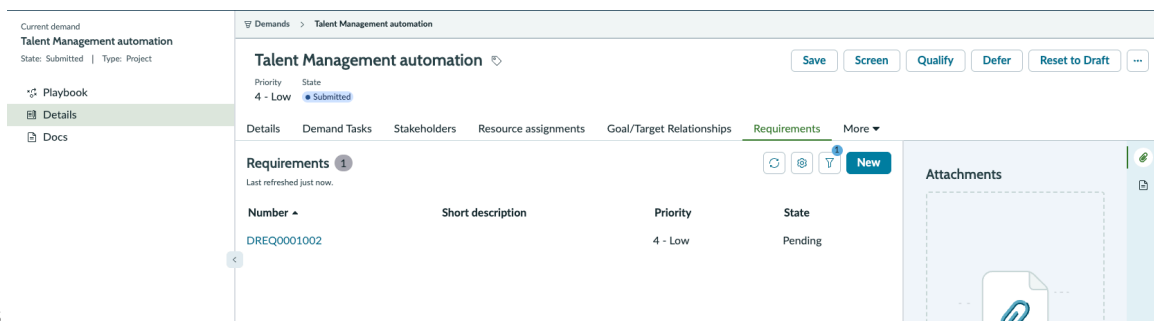 Current demand
Talent Management automation
State: Submitted | Type: Project
Playbook
Details
Docs
Demands > Talent Management automation
Talent Management automation
Save Screen Qualify Defer Reset to Draft ...
Priority State
4 - Low Submitted
Details Demand Tasks Stakeholders Resource assignments Goal/Target Relationships Requirements More
Requirements 1
1
New
Last refreshed just now.
Number Short description Priority State
DREQ0001002 4 - Low Pending
Attachments